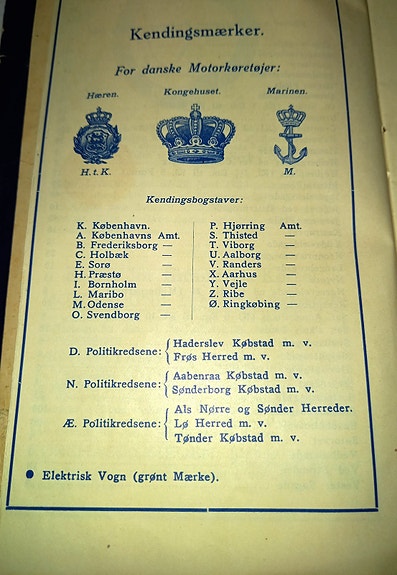 Kendingsmærker.
For danske Motorkøretøjer:
Hæren. Kongehuset. Marinen.
H. t. K. M.
Kendingsbogstaver:
K. København.
A. Københavns Amt.
B. Frederiksborg —
C. Holbæk —
E. Sorø —
H. Præstø —
I. Bornholm —
L. Maribo —
M. Odense —
O. Svendborg —
P. Hjørring Amt.
S. Thisted —
T. Viborg —
U. Aalborg —
V. Randers —
X. Aarhus —
Y. Vejle —
Z. Ribe —
Ø. Ringkøbing —
D. Politikredsene: { Haderslev Købstad m. v.
Frøs Herred m. v.
N. Politikredsene: { Aabenraa Købstad m. v.
Sønderborg Købstad m. v.
Æ. Politikredsene: { Als Nørre og Sønder Herreder.
Lø Herred m. v.
Tønder Købstad m. v.
● Elektrisk Vogn (grønt Mærke).